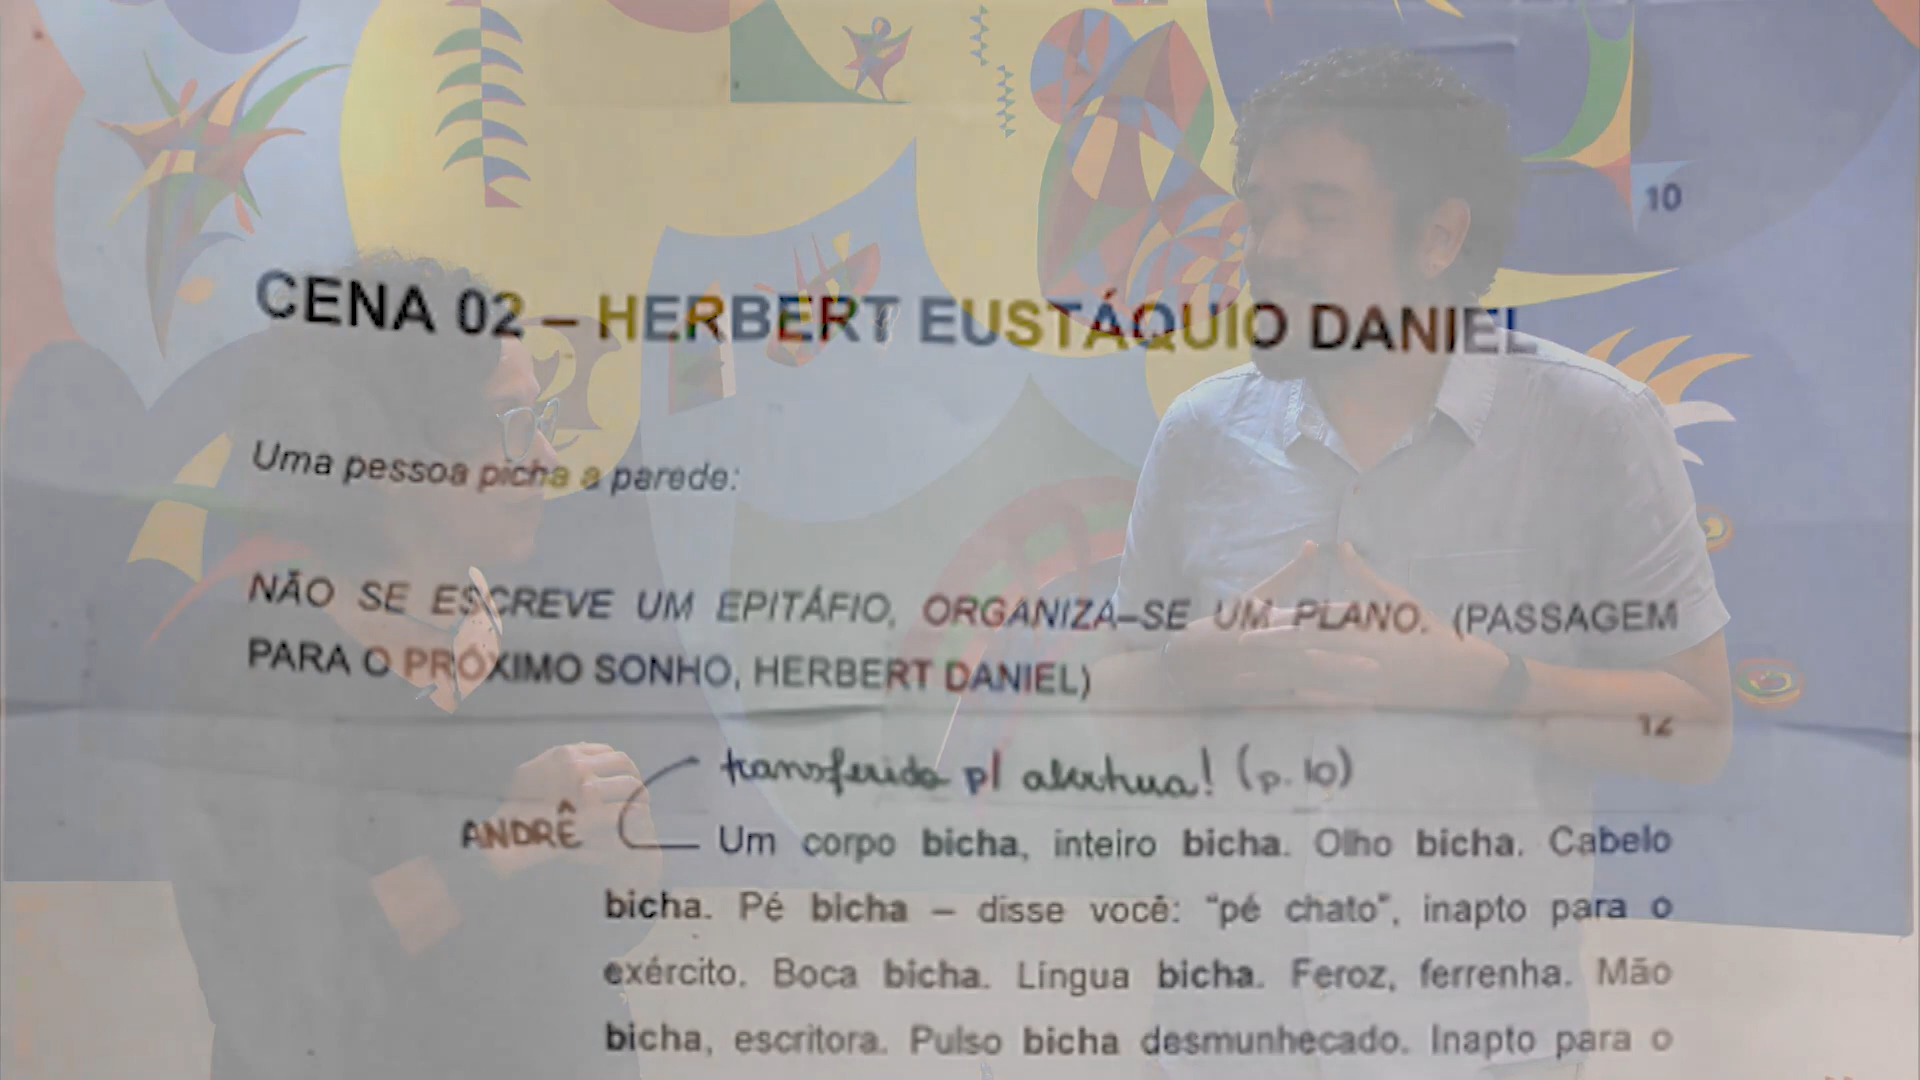 10
CENA 02 – HERBERT EUSTÁQUIO DANIEL
Uma pessoa picha a parede:
NÃO SE ESCREVE UM EPITÁFIO, ORGANIZA–SE UM PLANO. (PASSAGEM
PARA O PRÓXIMO SONHO, HERBERT DANIEL)
12
transferida p/ abertura! (p. 10)
ANDRÊ
Um corpo bicha, inteiro bicha. Olho bicha. Cabelo
bicha. Pé bicha – disse você: “pé chato”, inapto para o
exército. Boca bicha. Língua bicha. Feroz, ferrenha. Mão
bicha, escritora. Pulso bicha desmunhecado. Inapto para o